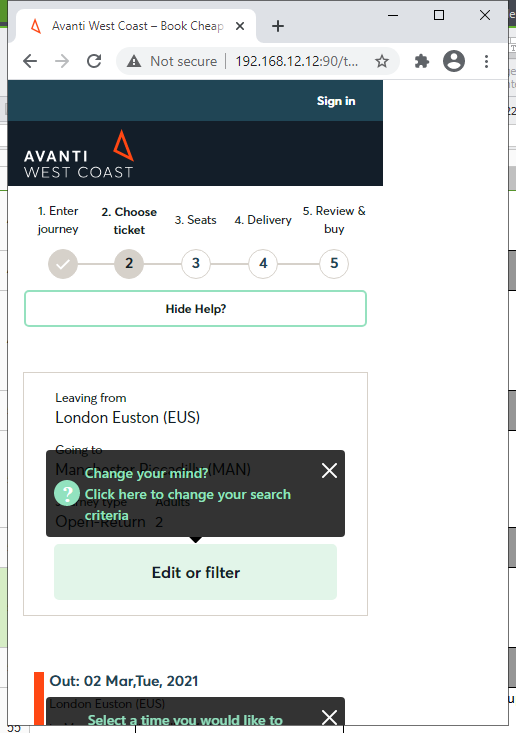 Avanti West Coast – Book Cheap
Not secure
192.168.12.12:90/t...
Sign in
AVANTI
WEST COAST
1. Enter journey
2. Choose ticket
3. Seats
4. Delivery
5. Review & buy
2
3
4
5
Hide Help?
Leaving from
London Euston (EUS)
Going to
Manchester Piccadilly (MAN)
Change your mind?
?
Click here to change your search
criteria
Journey type
Adults
Open-Return
2
Edit or filter
Out: 02 Mar,Tue, 2021
London Euston (EUS)
Select a time you would like to
55